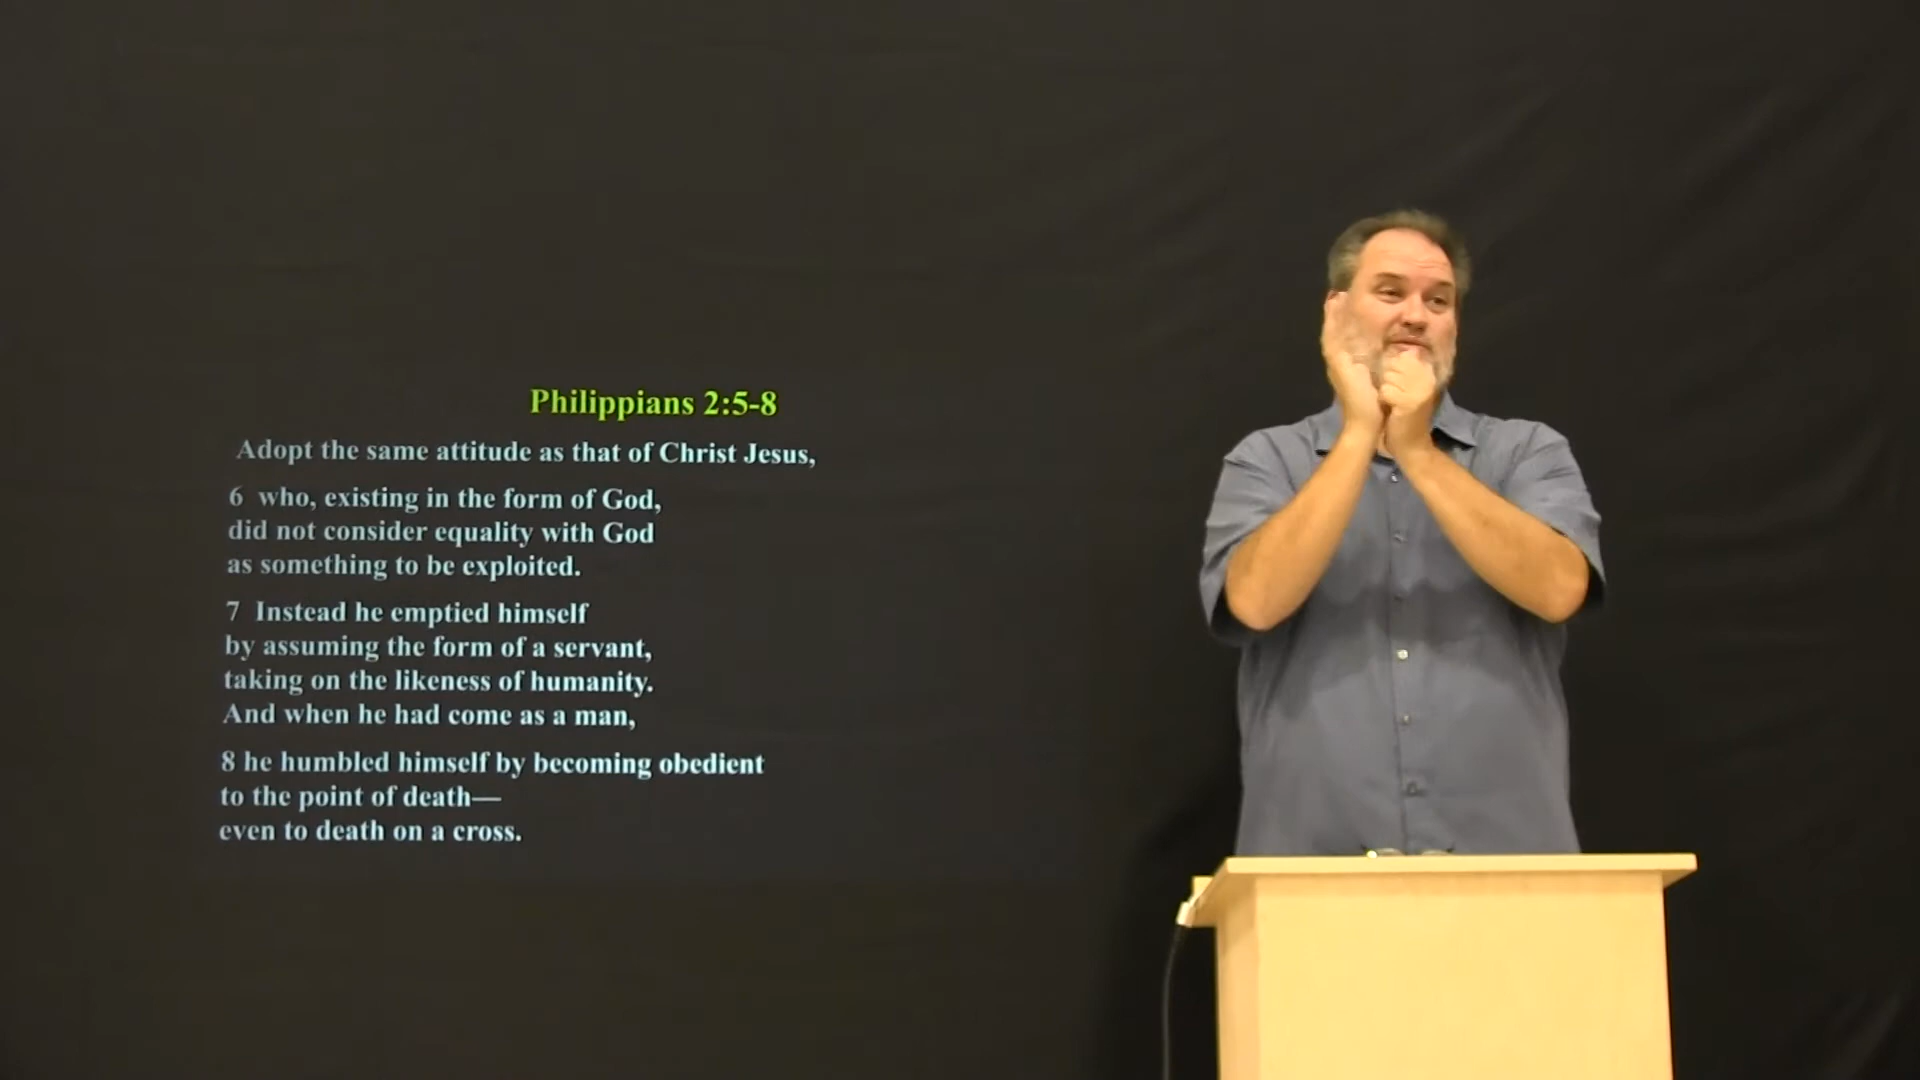 Philippians 2:5-8
Adopt the same attitude as that of Christ Jesus,
6 who, existing in the form of God,
did not consider equality with God
as something to be exploited.
7 Instead he emptied himself
by assuming the form of a servant,
taking on the likeness of humanity.
And when he had come as a man,
8 he humbled himself by becoming obedient
to the point of death—
even to death on a cross.